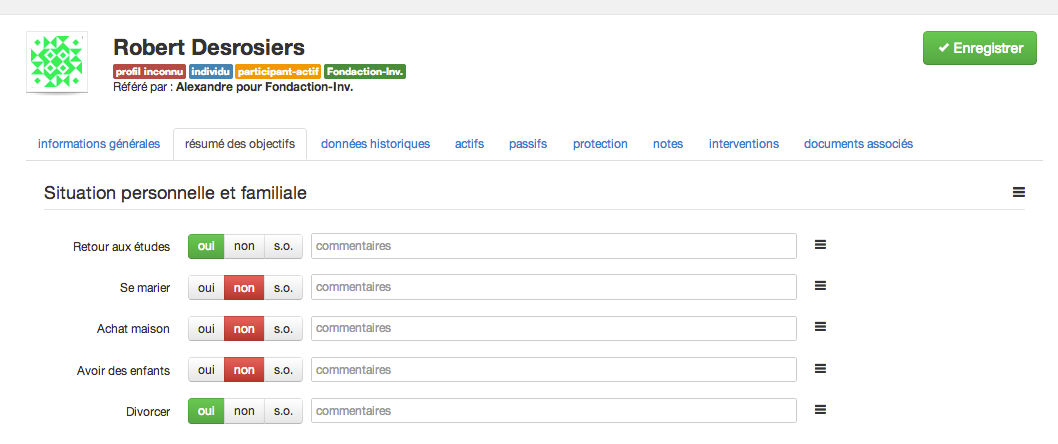 Robert Desrosiers
Enregistrer
profil inconnu individu participant-actif Fondaction-Inv.
Référé par : Alexandre pour Fondaction-Inv.
informations générales résumé des objectifs données historiques actifs passifs protection notes interventions documents associés
Situation personnelle et familiale
Retour aux études oui non s.o. commentaires
Se marier oui non s.o. commentaires
Achat maison oui non s.o. commentaires
Avoir des enfants oui non s.o. commentaires
Divorcer oui non s.o. commentaires